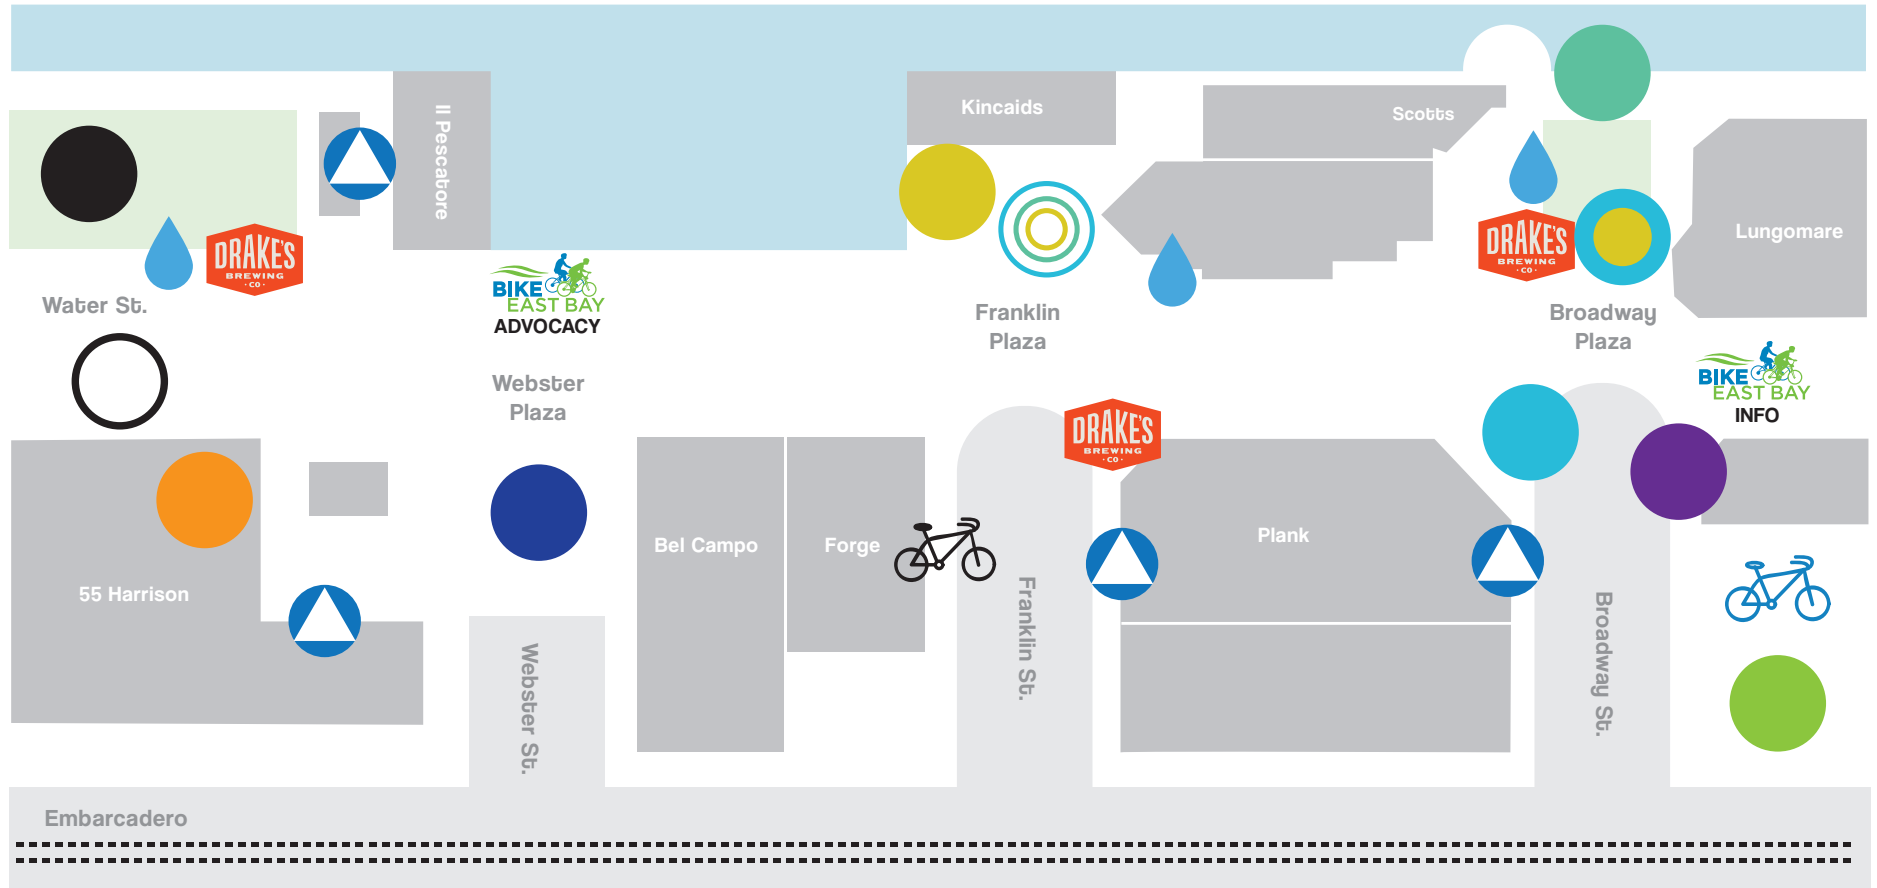 Il Pescatore
Kincaids
Scotts
Lungomare
DRAKE'S
BREWING
· CO ·
DRAKE'S
BREWING
· CO ·
Water St.
BIKE
EAST BAY
ADVOCACY
Franklin
Plaza
Broadway
Plaza
BIKE
EAST BAY
INFO
Webster
Plaza
DRAKE'S
BREWING
· CO ·
55 Harrison
Bel Campo
Forge
Plank
Webster St.
Franklin St.
Broadway St.
Embarcadero